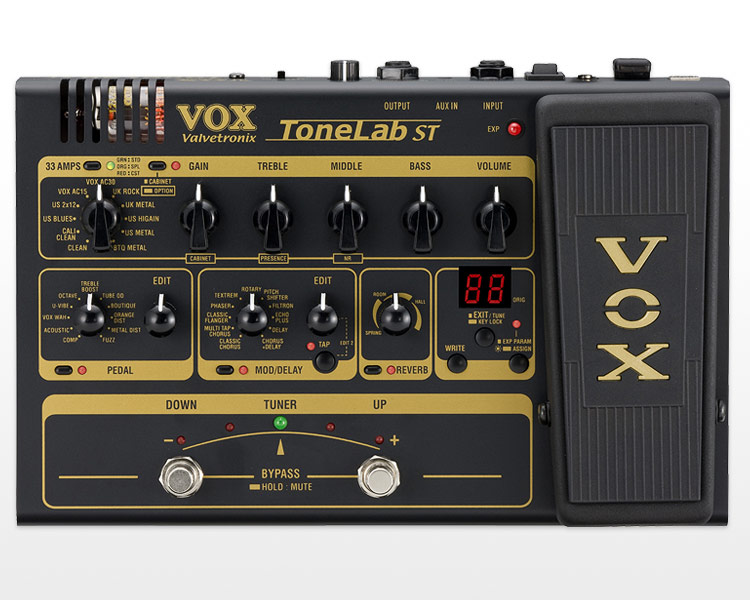 OUTPUT AUX IN INPUT
VOX
Valvetronix
ToneLab ST
EXP
33 AMPS
GRN : STD
ORG : SPL
RED : CST
CABINET
OPTION
GAIN TREBLE MIDDLE BASS VOLUME
VOX AC30
VOX AC15
UK ROCK
US 2x12
UK METAL
US BLUES
US HIGAIN
CALI CLEAN
US METAL
CLEAN
BTQ METAL
CABINET PRESENCE NR
TREBLE BOOST
OCTAVE
TUBE OD
U-VIBE
BOUTIQUE
VOX WAH
ORANGE DIST
ACOUSTIC
METAL DIST
COMP
FUZZ
EDIT
PEDAL
ROTARY
TEXTREM
PITCH SHIFTER
PHASER
FILTRON
CLASSIC FLANGER
ECHO PLUS
MULTI TAP CHORUS
DELAY
CLASSIC CHORUS
CHORUS +DELAY
EDIT
TAP
EDIT 2
MOD/DELAY
ROOM
HALL
SPRING
REVERB
88
ORIG
EXIT / TUNE
KEY LOCK
WRITE
EXP PARAM
ASSIGN
VOX
DOWN TUNER UP
− +
BYPASS
HOLD : MUTE